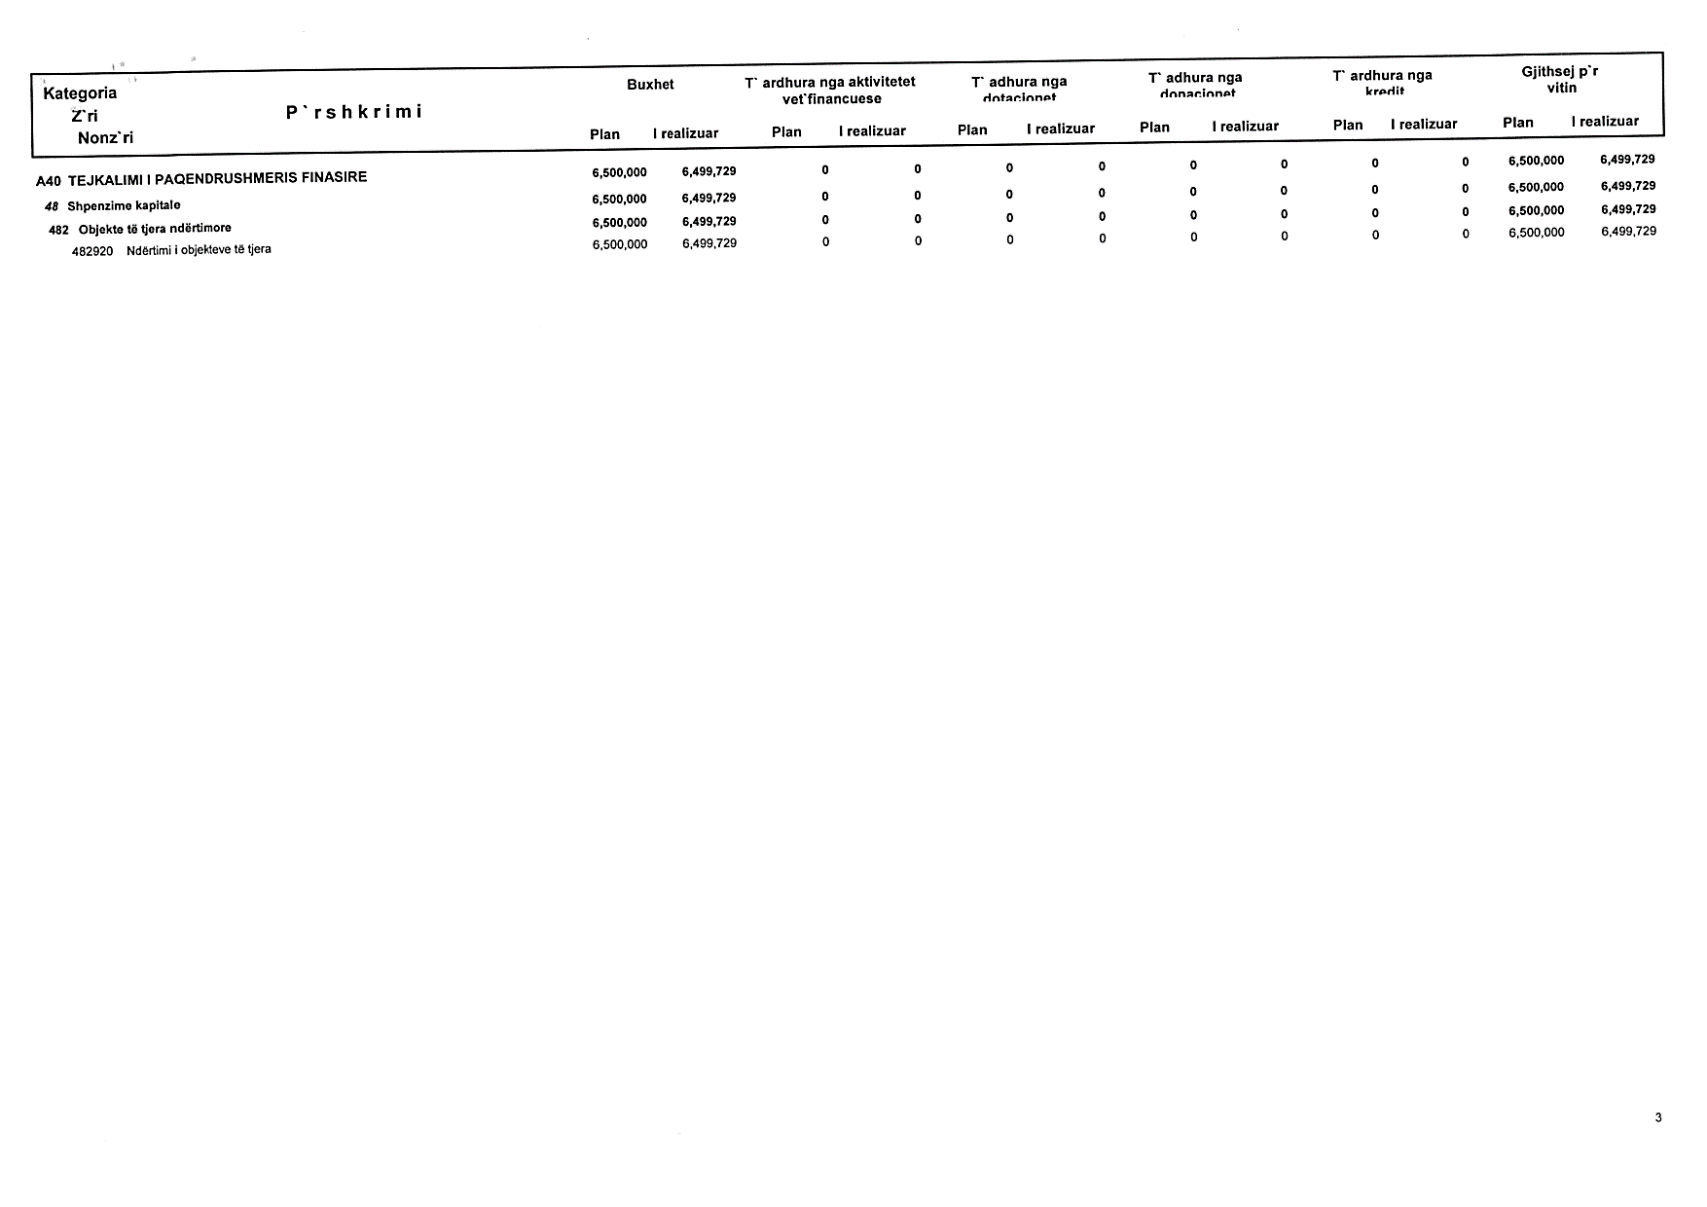 Kategoria
Z`ri
Nonz`ri
P`rshkrimi
Buxhet
T` ardhura nga aktivitetet
vet`financuese
T` adhura nga
dotacionet
T` adhura nga
donacionet
T` ardhura nga
kredit
Gjithsej p`r
vitin
Plan I realizuar Plan I realizuar Plan I realizuar Plan I realizuar Plan I realizuar Plan I realizuar
A40 TEJKALIMI I PAQENDRUSHMERIS FINASIRE 6,500,000 6,499,729 0 0 0 0 0 0 0 0 6,500,000 6,499,729
48 Shpenzime kapitale 6,500,000 6,499,729 0 0 0 0 0 0 0 0 6,500,000 6,499,729
482 Objekte të tjera ndërtimore 6,500,000 6,499,729 0 0 0 0 0 0 0 0 6,500,000 6,499,729
482920 Ndërtimi i objekteve të tjera 6,500,000 6,499,729 0 0 0 0 0 0 0 0 6,500,000 6,499,729
3